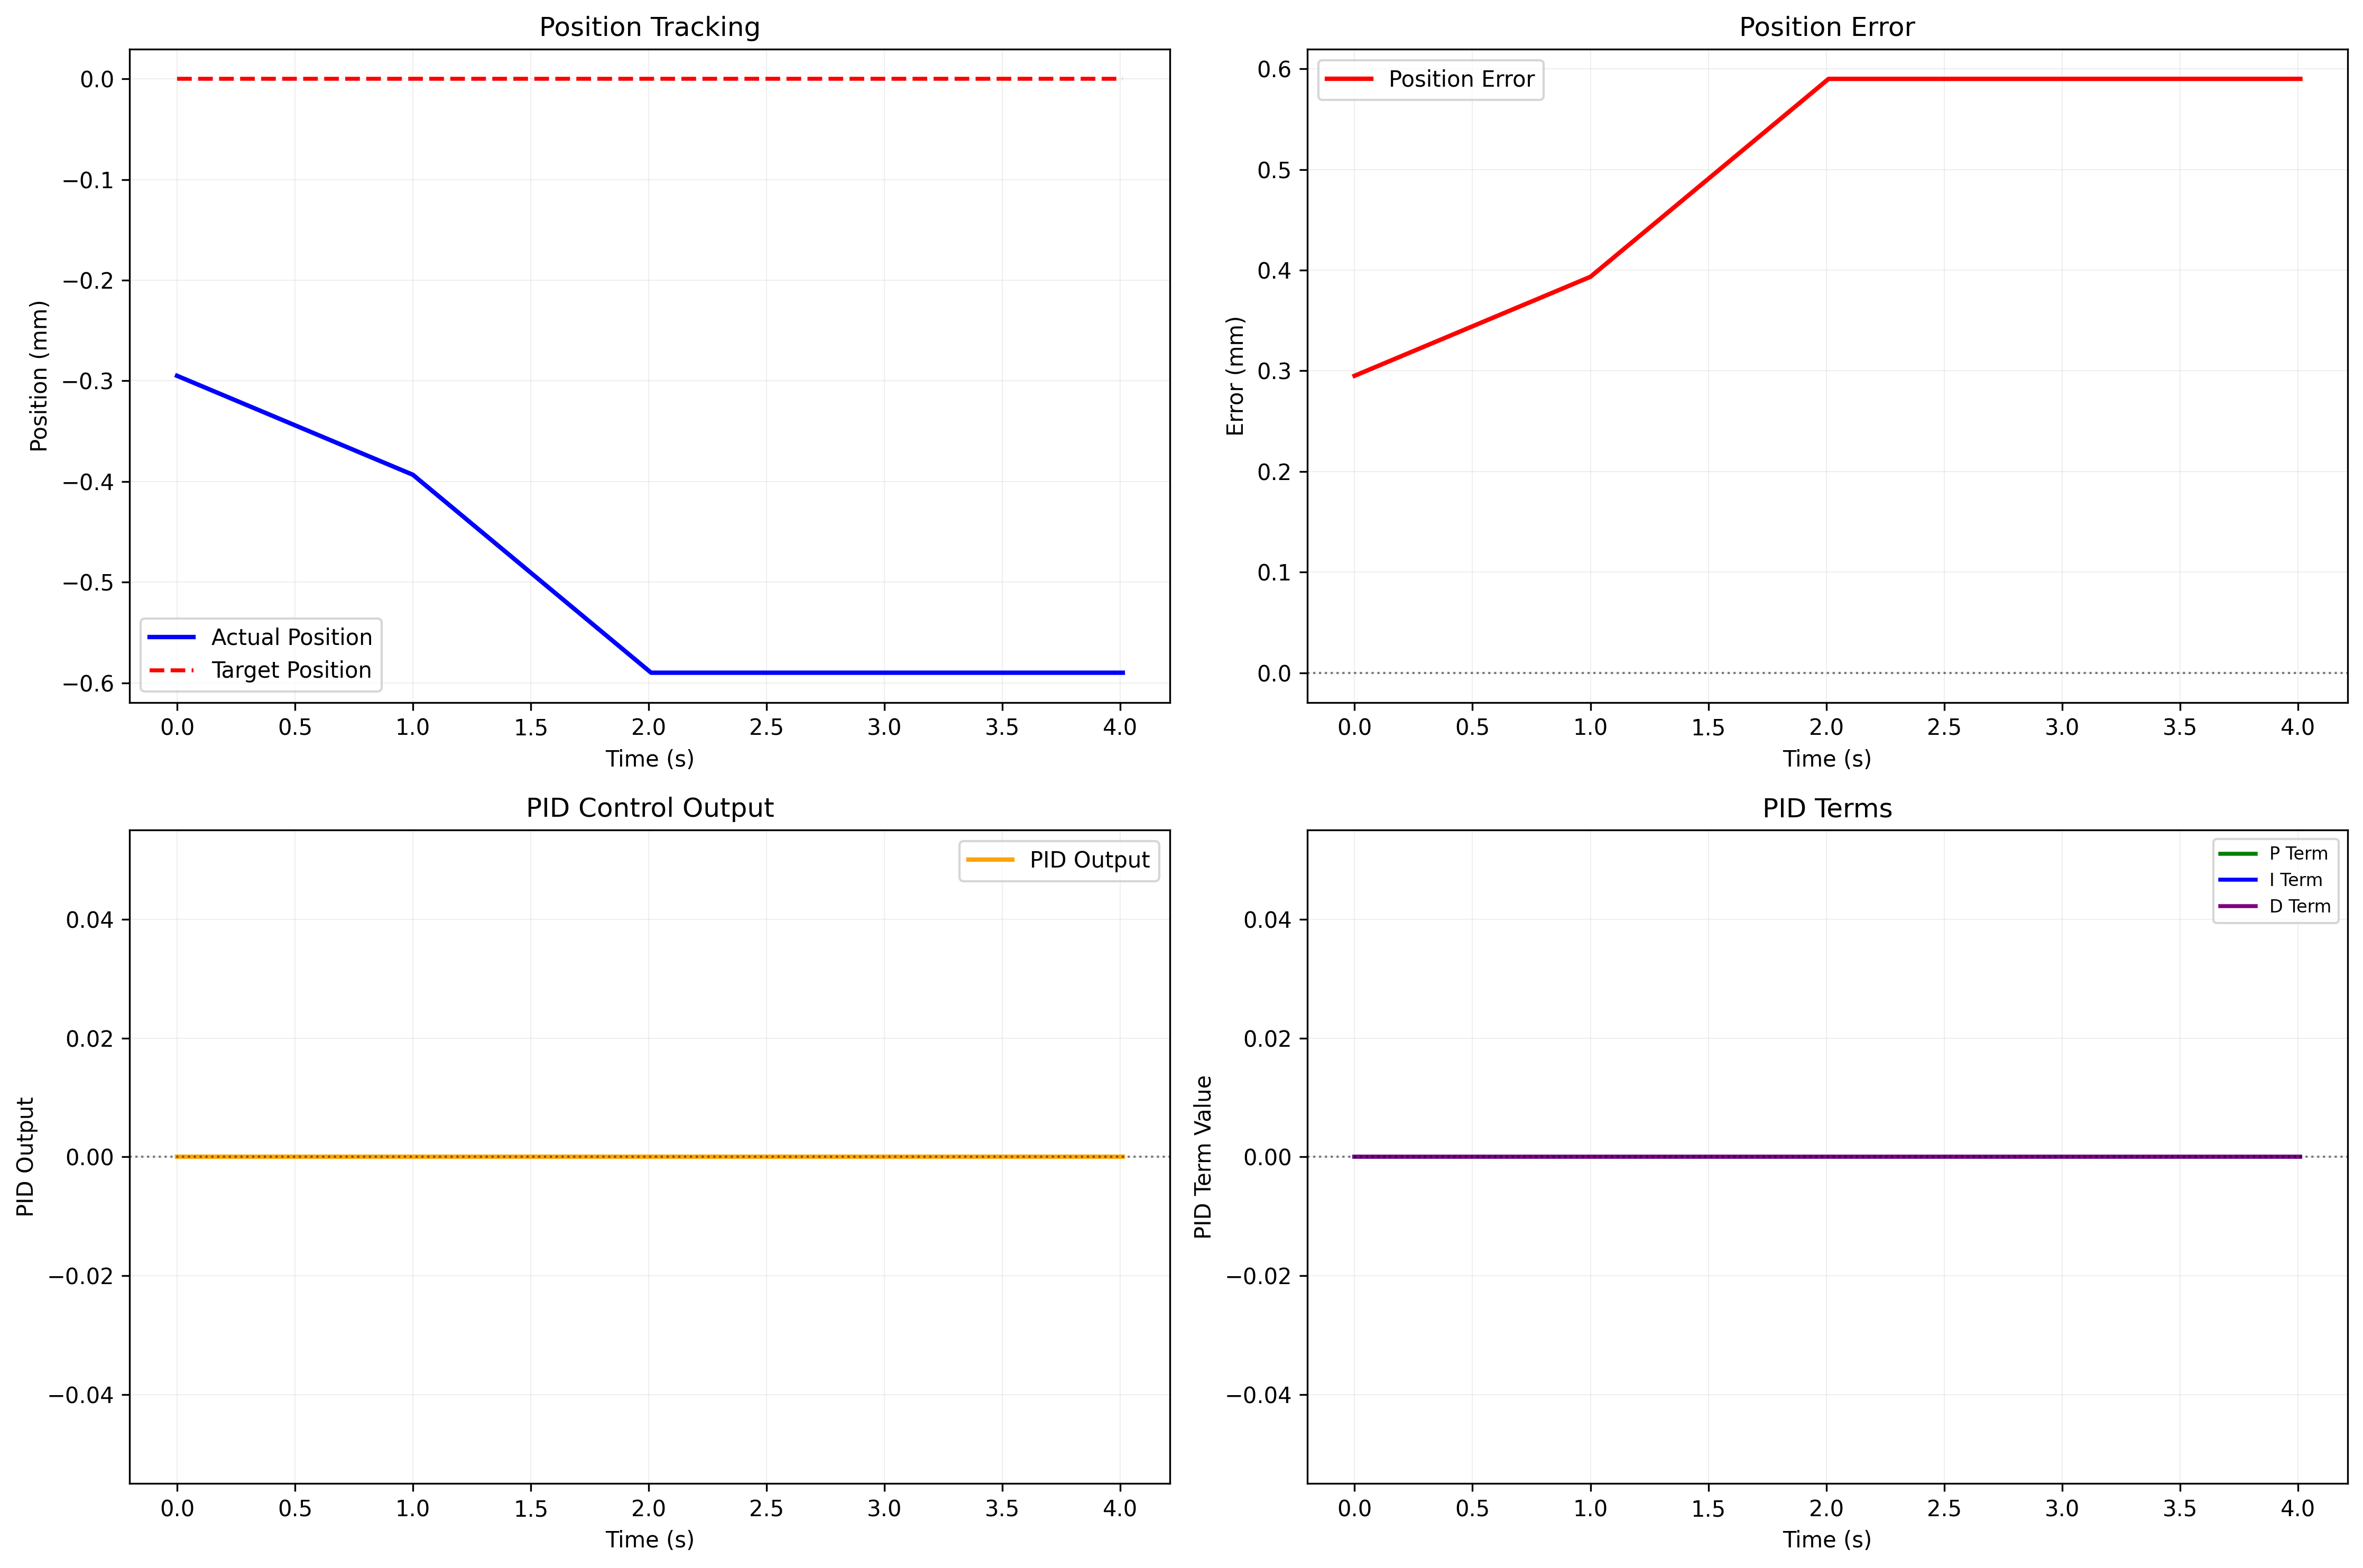 Position Tracking
0.0
−0.1
−0.2
−0.3
−0.4
−0.5
−0.6
Position (mm)
Actual Position
Target Position
0.0 0.5 1.0 1.5 2.0 2.5 3.0 3.5 4.0
Time (s)
Position Error
0.6
0.5
0.4
0.3
0.2
0.1
0.0
Error (mm)
Position Error
0.0 0.5 1.0 1.5 2.0 2.5 3.0 3.5 4.0
Time (s)
PID Control Output
0.04
0.02
0.00
−0.02
−0.04
PID Output
PID Output
0.0 0.5 1.0 1.5 2.0 2.5 3.0 3.5 4.0
Time (s)
PID Terms
0.04
0.02
0.00
−0.02
−0.04
PID Term Value
P Term
I Term
D Term
0.0 0.5 1.0 1.5 2.0 2.5 3.0 3.5 4.0
Time (s)